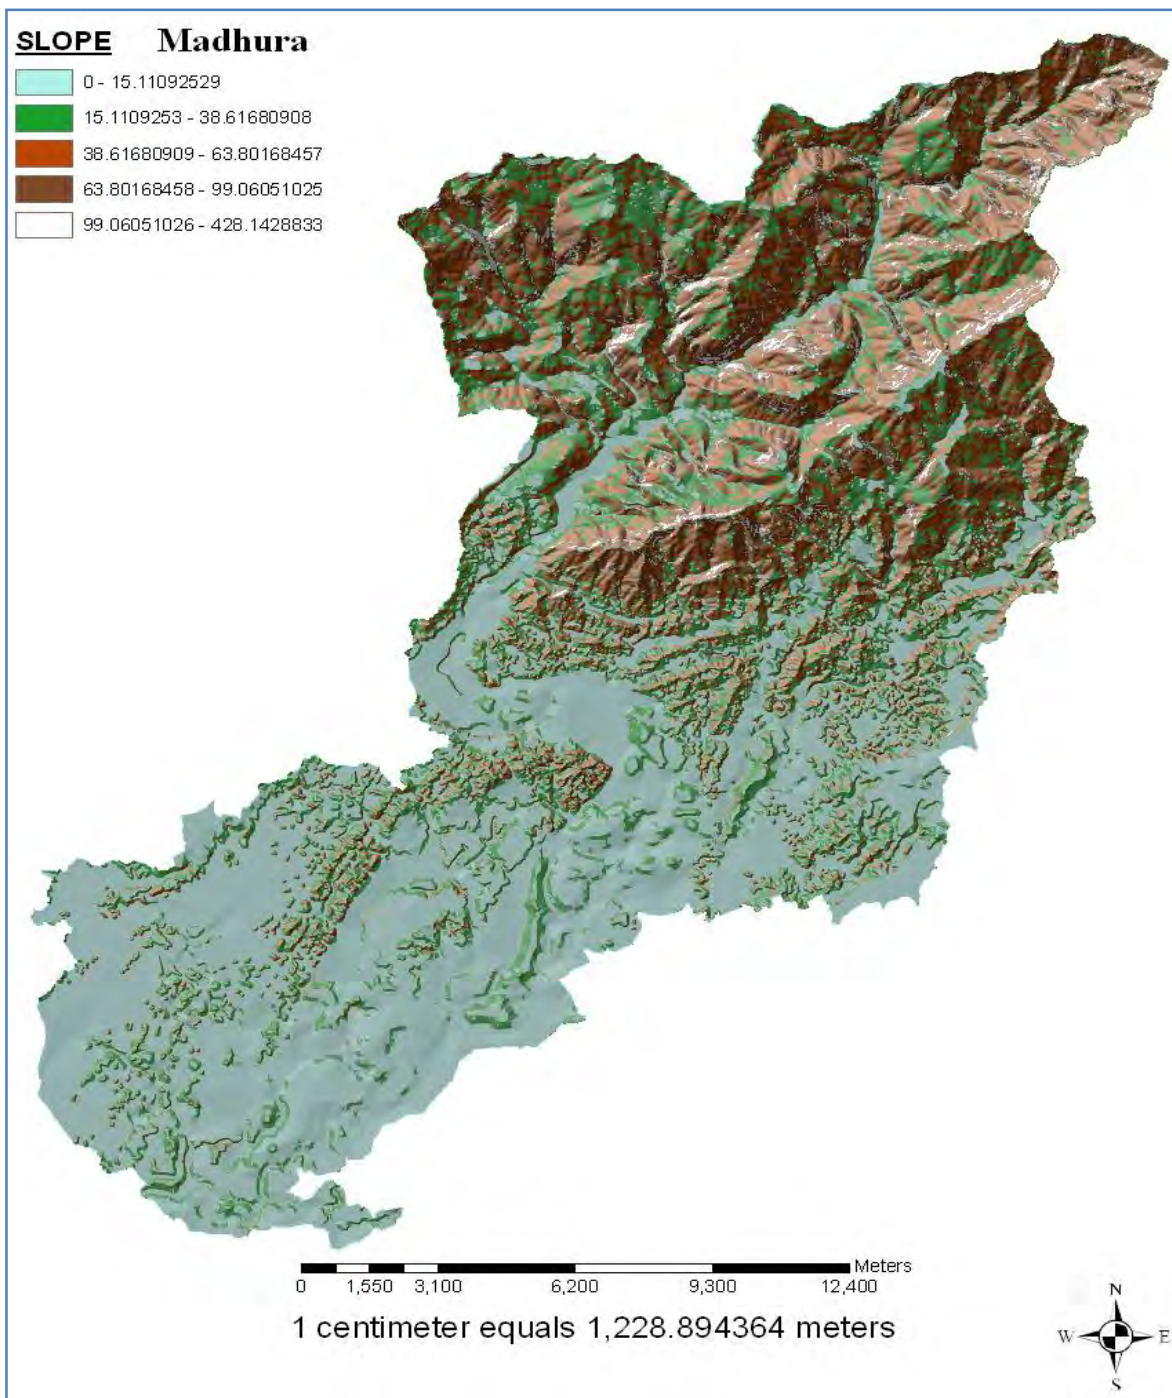 SLOPE Madhura
0 - 15.11092529
15.1109253 - 38.61680908
38.61680909 - 63.80168457
63.80168458 - 99.06051025
99.06051026 - 428.1428833
Meters
0 1,550 3,100 6,200 9,300 12,400
1 centimeter equals 1,228.894364 meters
N
W E
S